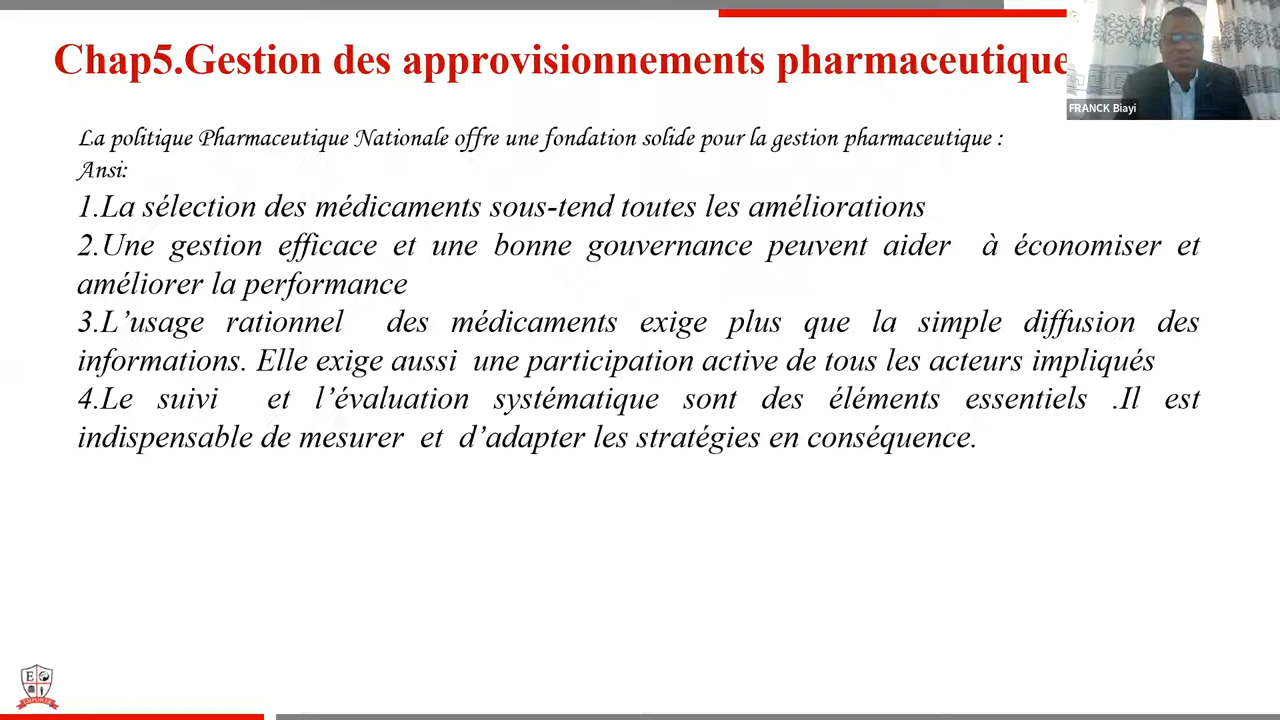 Chap5.Gestion des approvisionnements pharmaceutique
FRANCK Biayi
La politique Pharmaceutique Nationale offre une fondation solide pour la gestion pharmaceutique :
Ansi:
1.La sélection des médicaments sous-tend toutes les améliorations
2.Une gestion efficace et une bonne gouvernance peuvent aider à économiser et
améliorer la performance
3.L’usage rationnel des médicaments exige plus que la simple diffusion des
informations. Elle exige aussi une participation active de tous les acteurs impliqués
4.Le suivi et l’évaluation systématique sont des éléments essentiels .Il est
indispensable de mesurer et d’adapter les stratégies en conséquence.
E
EMPOWER